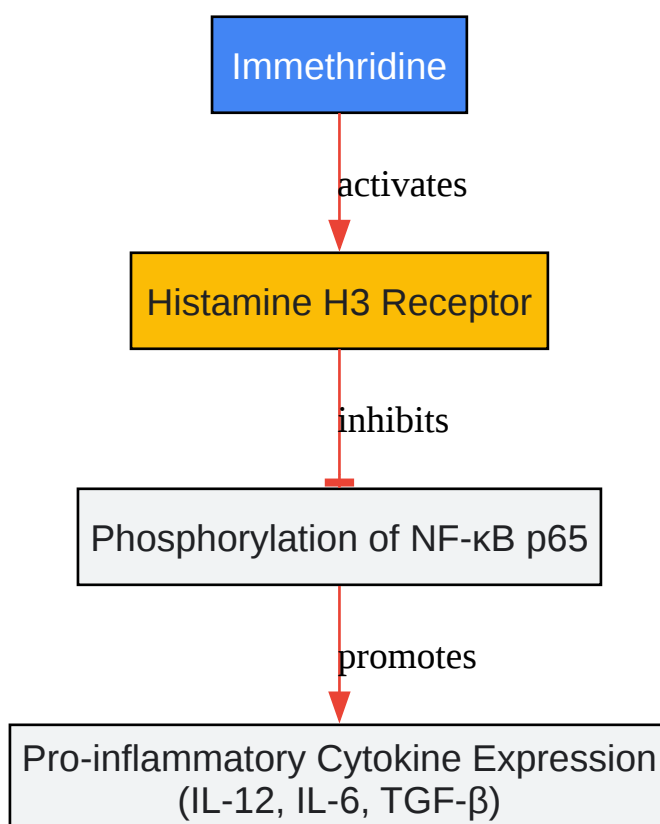 Immethridine
activates
Histamine H3 Receptor
inhibits
Phosphorylation of NF-κB p65
promotes
Pro-inflammatory Cytokine Expression
(IL-12, IL-6, TGF-β)